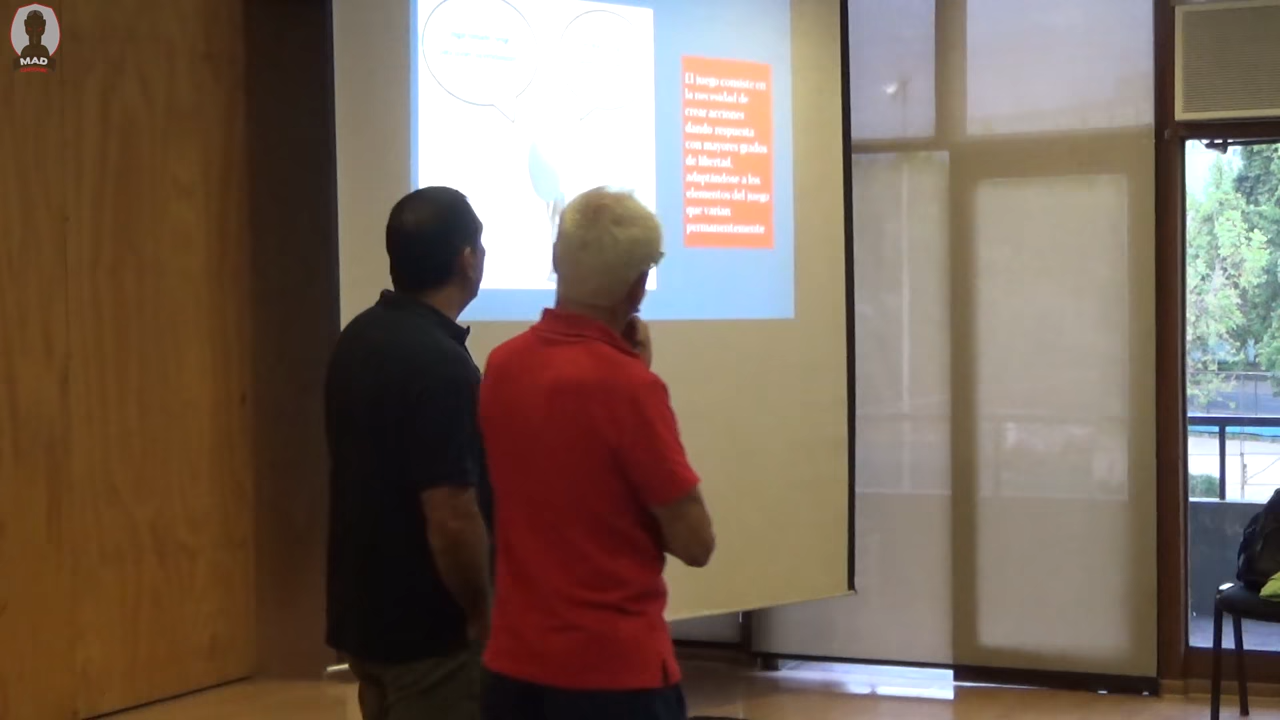 MAD
El juego consiste en
la necesidad de
crear acciones
dando respuesta
con mayores grados
de libertad,
adaptándose a los
elementos del juego
que varían
permanentemente